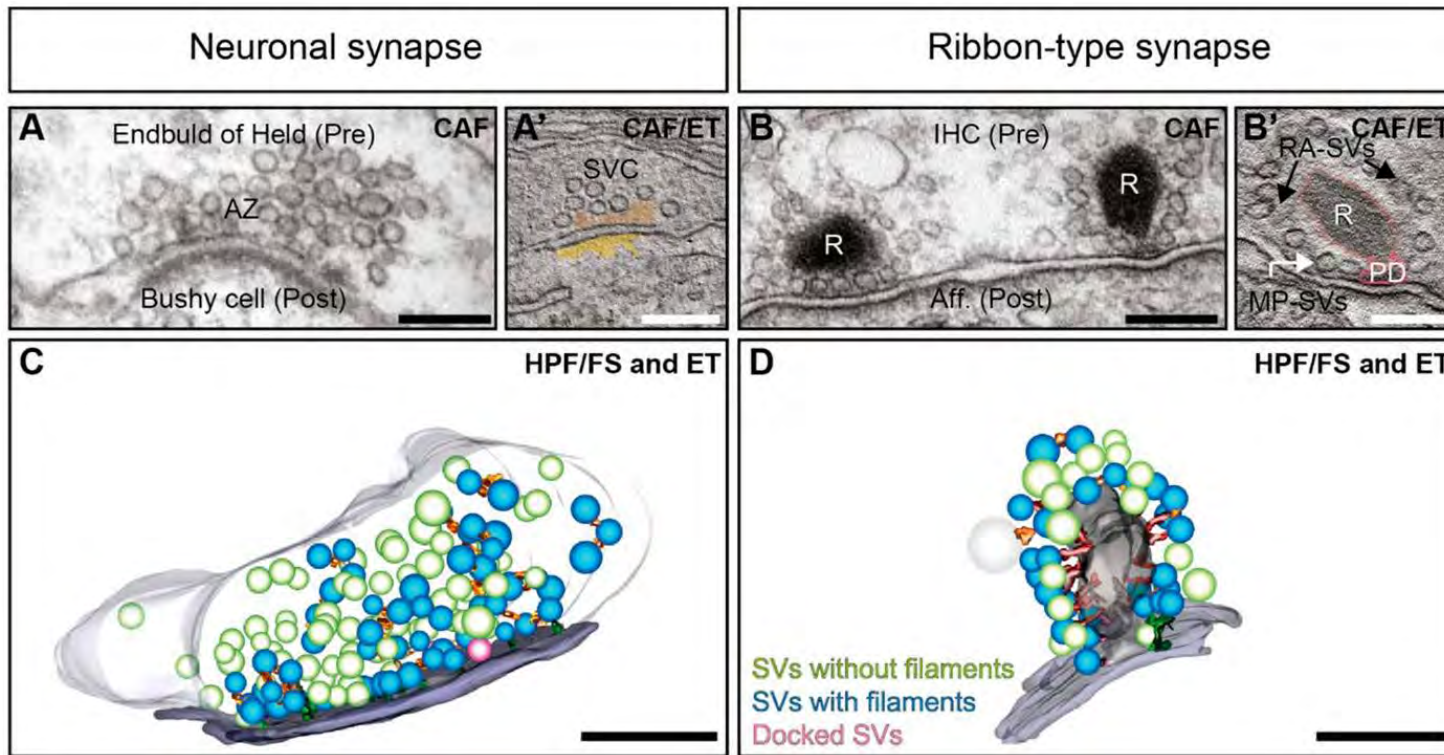 Neuronal synapse
Ribbon-type synapse
A
Endbuld of Held (Pre)
CAF
AZ
Bushy cell (Post)
A’
CAF/ET
SVC
B
IHC (Pre)
CAF
R
R
Aff. (Post)
B’
CAF/ET
RA-SVs
R
PD
MP-SVs
C
HPF/FS and ET
D
HPF/FS and ET
SVs without filaments
SVs with filaments
Docked SVs